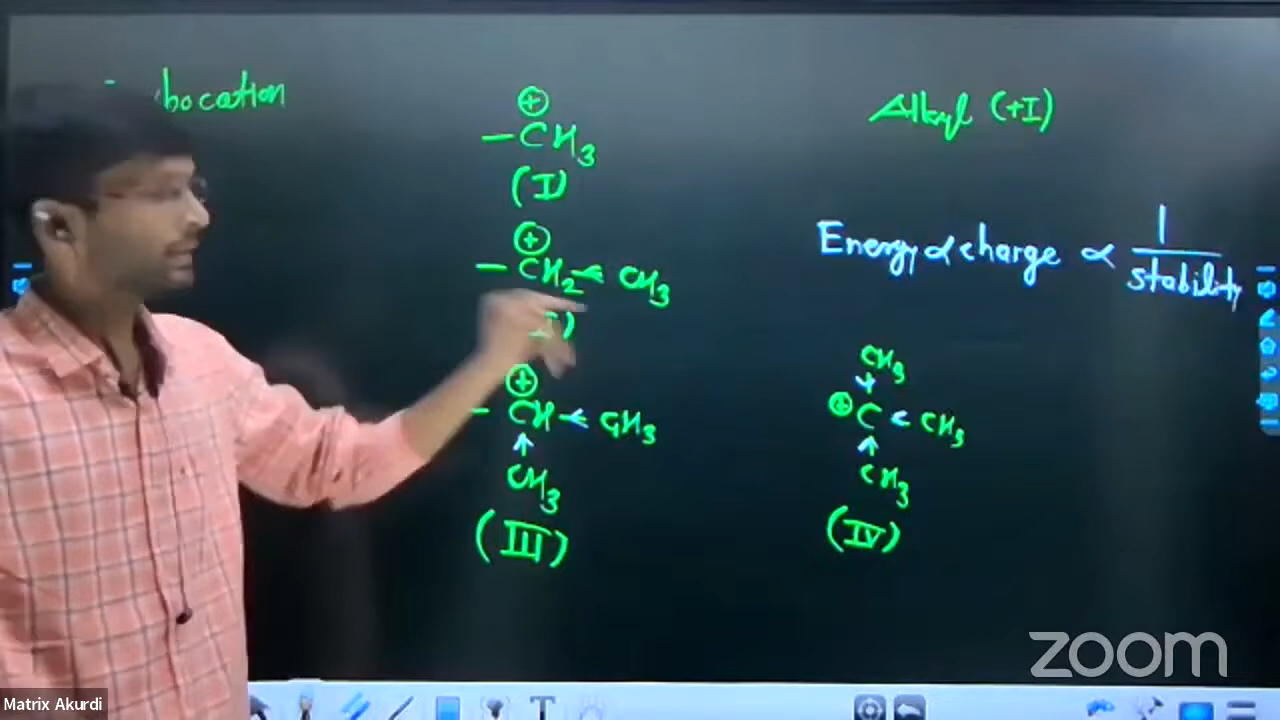 bocation
⊕
– CH3
(I)
⊕
– CH2 ← CH3
⊕
– CH ← CH3
↑
CH3
(III)
Alkyl (+I)
Energy ∝ charge ∝ 1/stability
CH3
↓
⊕ C ← CH3
↑
CH3
(IV)
zoom
Matrix Akurdi
T